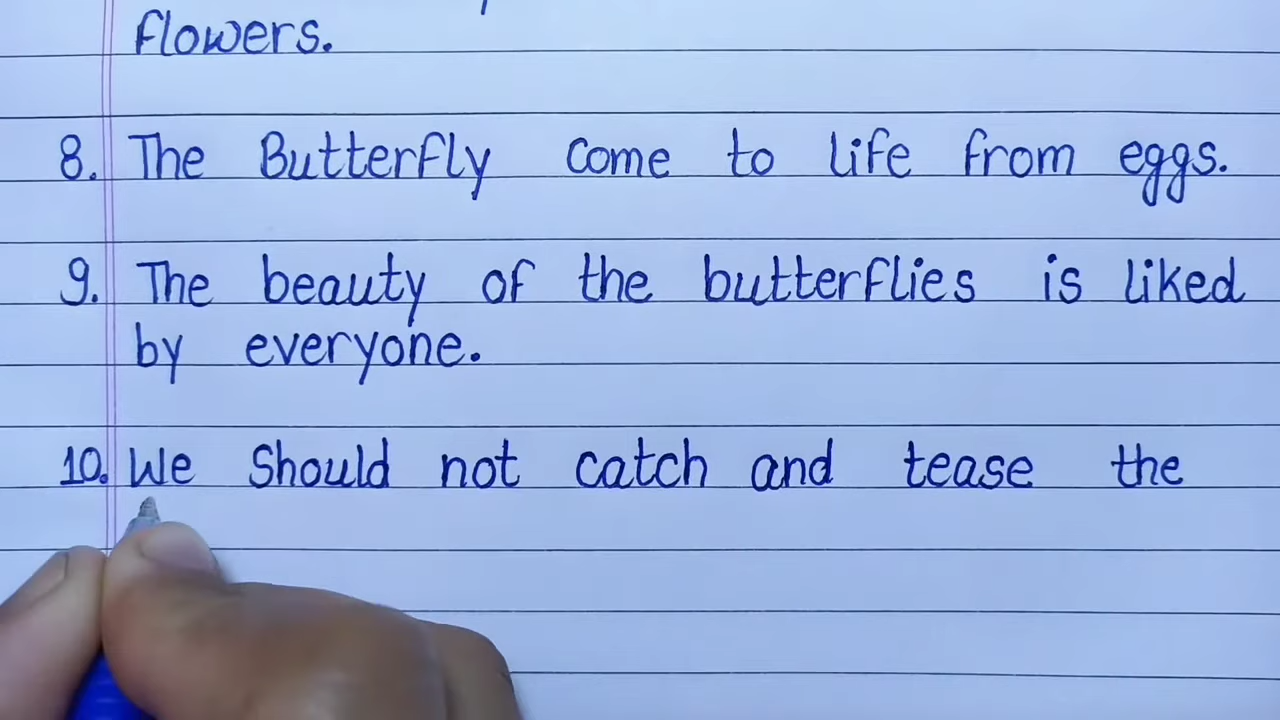 flowers.
8. The Butterfly come to life from eggs.
9. The beauty of the butterflies is liked
by everyone.
10. We should not catch and tease the